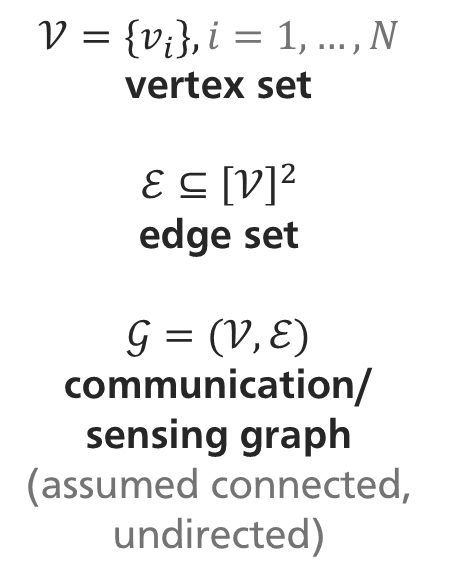 𝒱 = {𝑣ᵢ}, 𝑖 = 1, … , 𝑁
vertex set
ℰ ⊆ [𝒱]²
edge set
𝒢 = (𝒱, ℰ)
communication/
sensing graph
(assumed connected,
undirected)